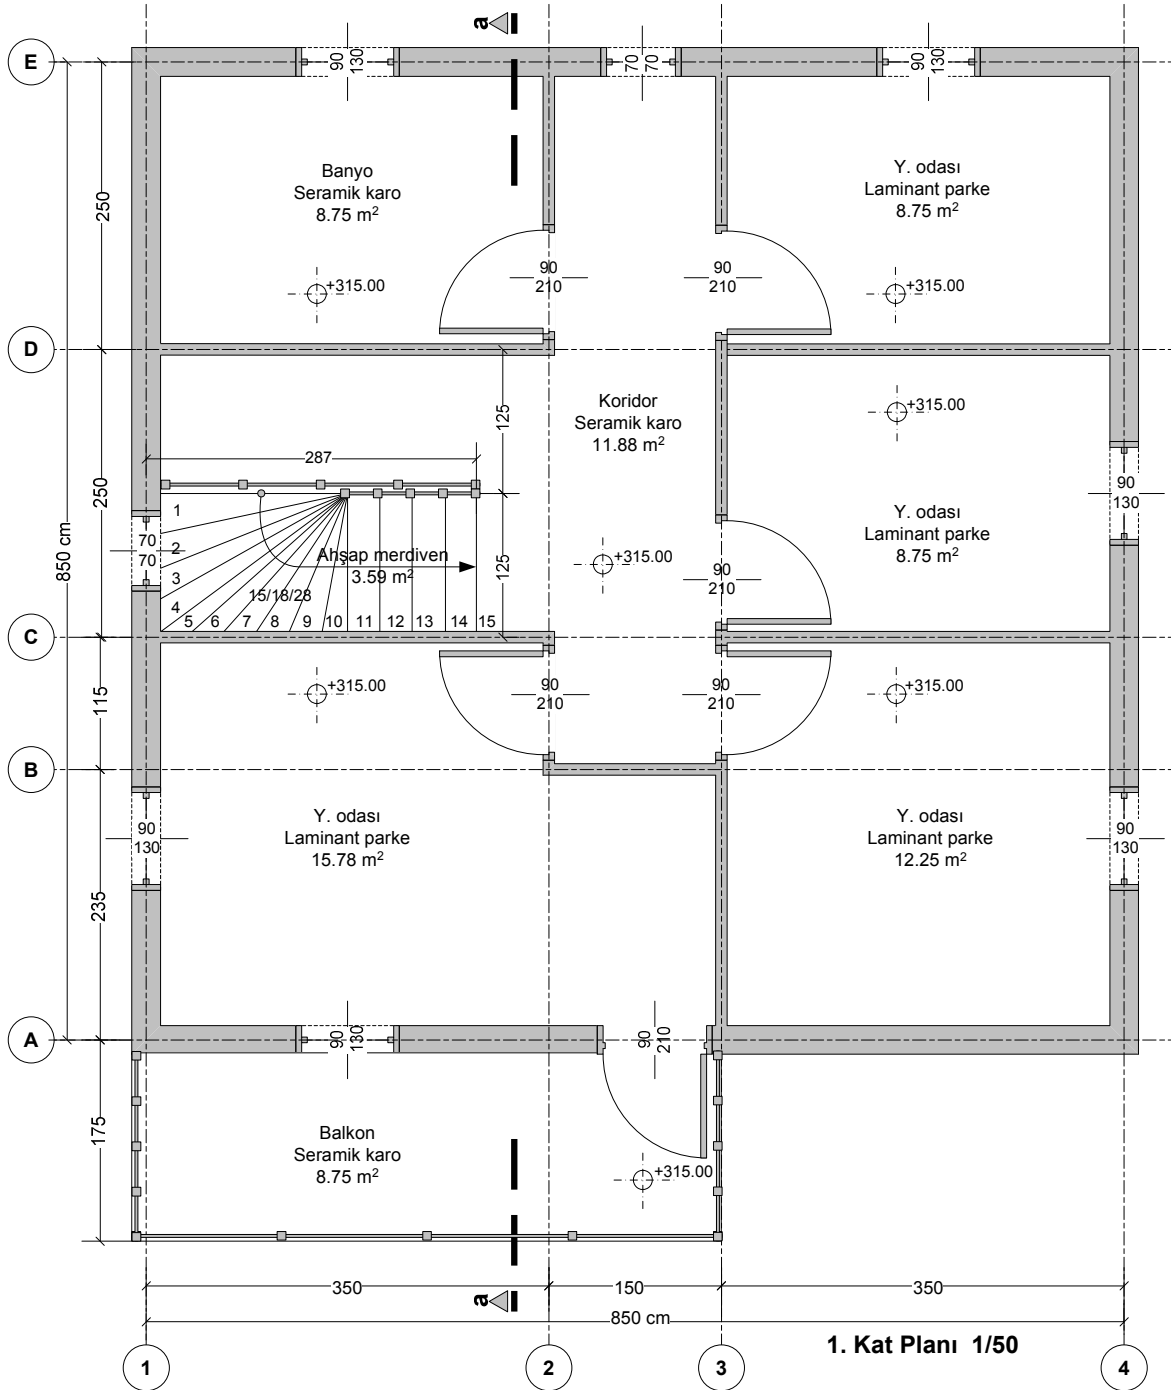 a
E
90
130
70
70
90
130
Banyo
Seramik karo
8.75 m²
Y. odası
Laminant parke
8.75 m²
250
90
210
90
210
+315.00
+315.00
D
Koridor
Seramik karo
11.88 m²
+315.00
125
287
250
850 cm
90
130
1
70
70
2
3
4
5
6
7
8
9
10
11
12
13
14
15
Ahşap merdiven
3.59 m²
15/18/28
125
+315.00
90
210
Y. odası
Laminant parke
8.75 m²
C
115
+315.00
90
210
90
210
+315.00
B
Y. odası
Laminant parke
15.78 m²
Y. odası
Laminant parke
12.25 m²
90
130
90
130
235
A
90
130
90
210
175
Balkon
Seramik karo
8.75 m²
+315.00
a
350
150
350
850 cm
1. Kat Planı 1/50
1
2
3
4